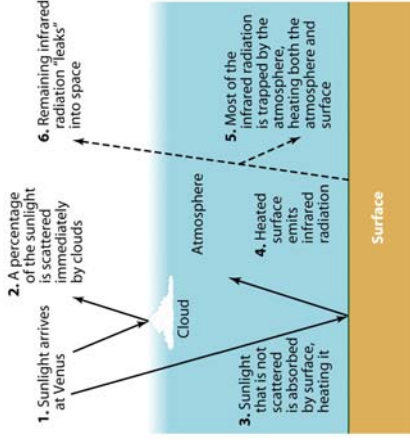 1. Sunlight arrives
at Venus
2. A percentage
of the sunlight
is scattered
immediately
by clouds
6. Remaining infrared
radiation "leaks"
into space
Cloud
Atmosphere
3. Sunlight
that is not
scattered
is absorbed
by surface,
heating it
4. Heated
surface
emits
infrared
radiation
5. Most of the
infrared radiation
is trapped by the
atmosphere,
heating both the
atmosphere and
surface
Surface